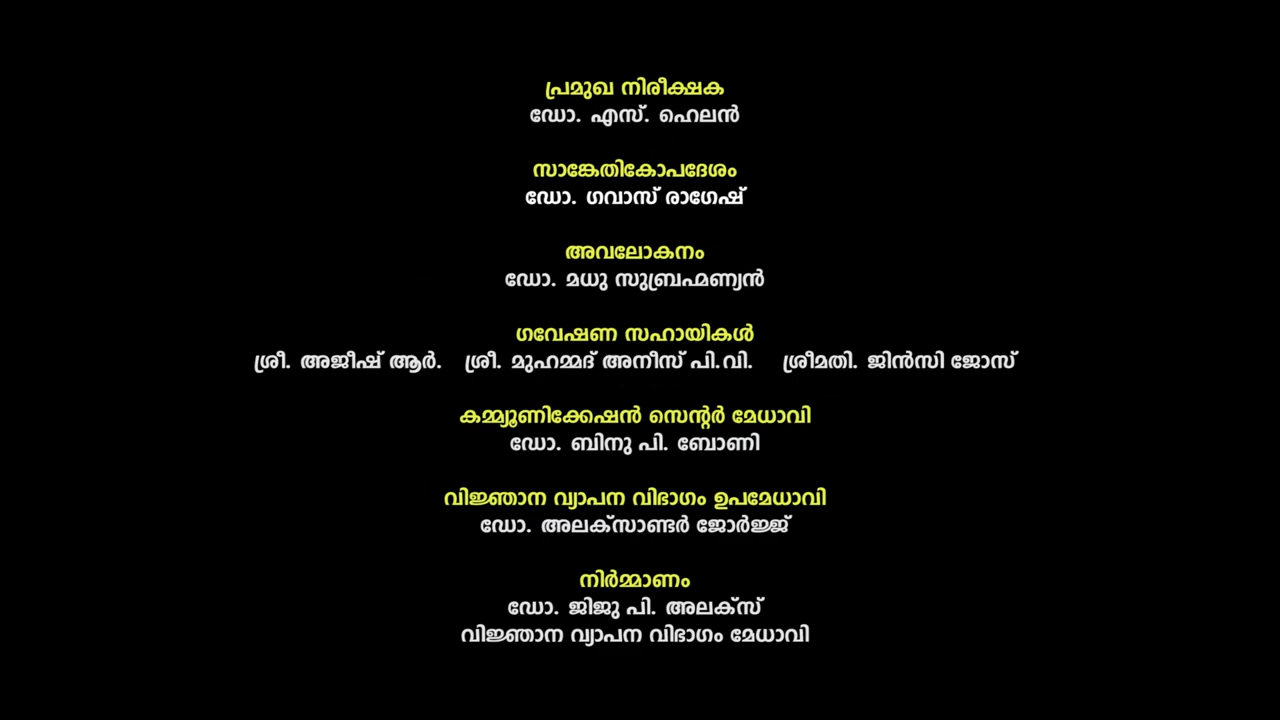 പ്രമുഖ നിരീക്ഷക
ഡോ. എസ്. ഹെലൻ
സാങ്കേതികോപദേശം
ഡോ. ഗവാസ് രാഗേഷ്
അവലോകനം
ഡോ. മധു സുബ്രഹ്മണ്യൻ
ഗവേഷണ സഹായികൾ
ശ്രീ. അജീഷ് ആർ. ശ്രീ. മുഹമ്മദ് അനീസ് പി.വി. ശ്രീമതി. ജിൻസി ജോസ്
കമ്മ്യൂണിക്കേഷൻ സെന്റർ മേധാവി
ഡോ. ബിനു പി. ബോണി
വിജ്ഞാന വ്യാപന വിഭാഗം ഉപമേധാവി
ഡോ. അലക്സാണ്ടർ ജോർജ്ജ്
നിർമ്മാണം
ഡോ. ജിജു പി. അലക്സ്
വിജ്ഞാന വ്യാപന വിഭാഗം മേധാവി